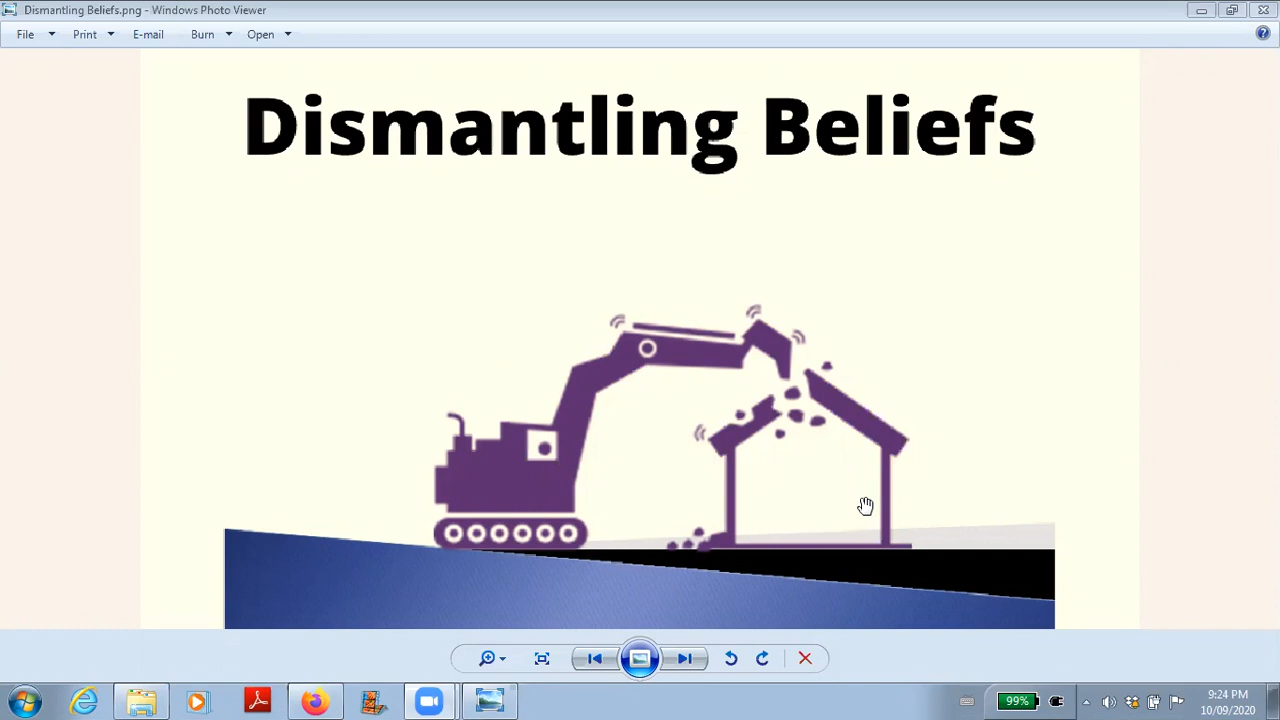 Dismantling Beliefs.png - Windows Photo Viewer
File Print E-mail Burn Open
Dismantling Beliefs
99%
9:24 PM
10/09/2020